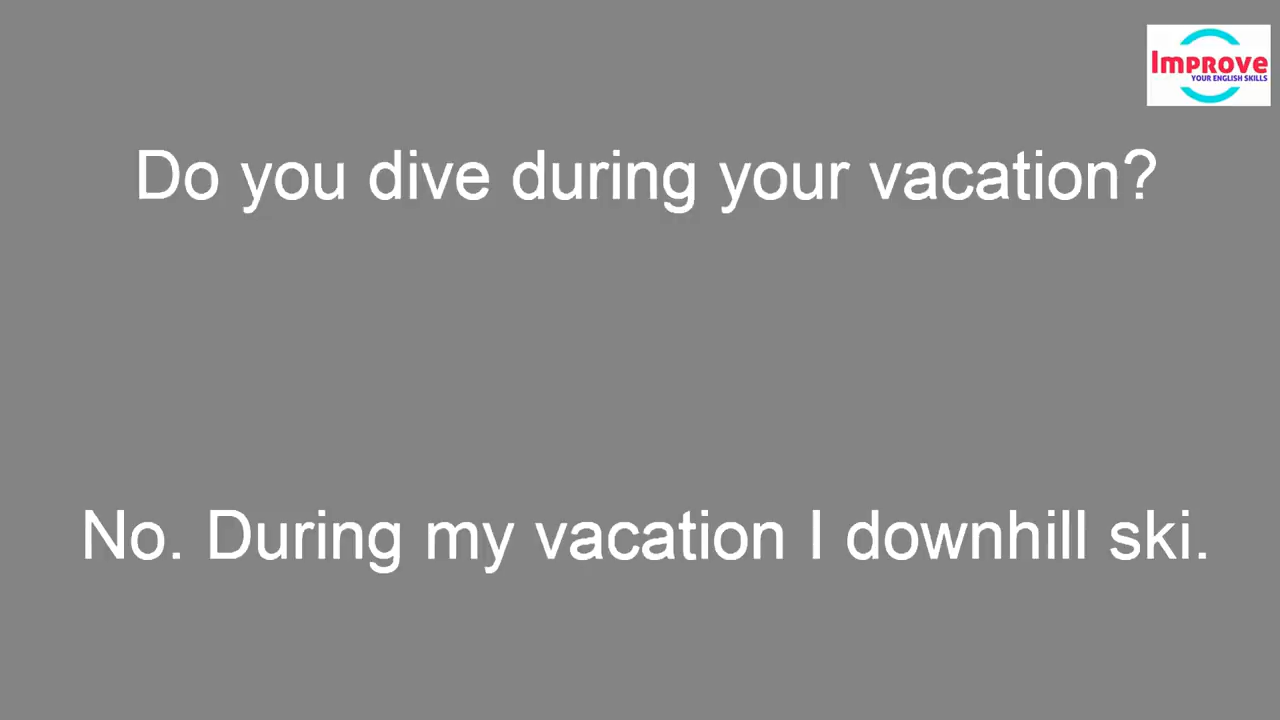 Improve
YOUR ENGLISH SKILLS
Do you dive during your vacation?
No. During my vacation I downhill ski.